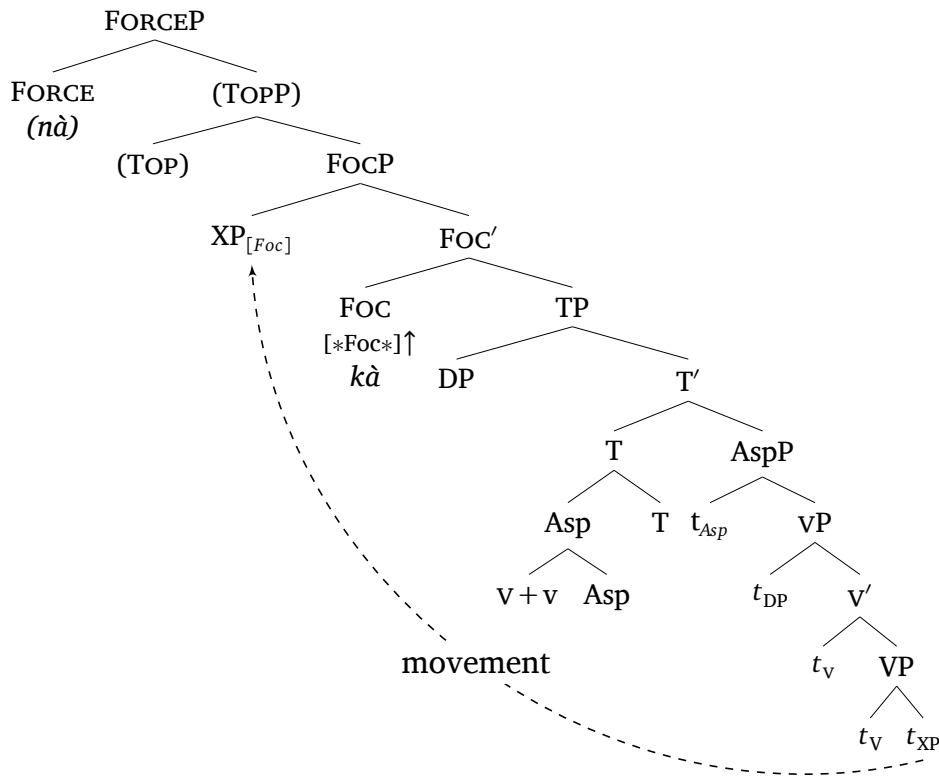 FORCEP
FORCE (TOPP)
(nà)
(TOP) FOCP
XP[Foc] FOC′
FOC TP
[∗Foc∗]↑
kà DP T′
T AspP
Asp T tAsp vP
V+v Asp tDP v′
movement tv VP
tV tXP